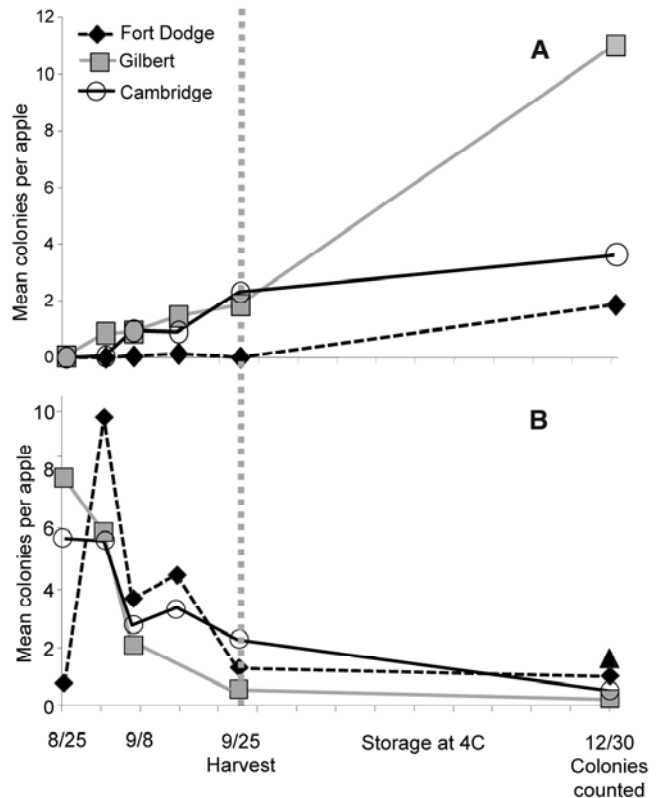 12
10
8
6
4
2
0
Mean colonies per apple
Fort Dodge
Gilbert
Cambridge
A
10
8
6
4
2
0
Mean colonies per apple
B
8/25 9/8 9/25 Storage at 4C 12/30
Harvest Colonies
counted